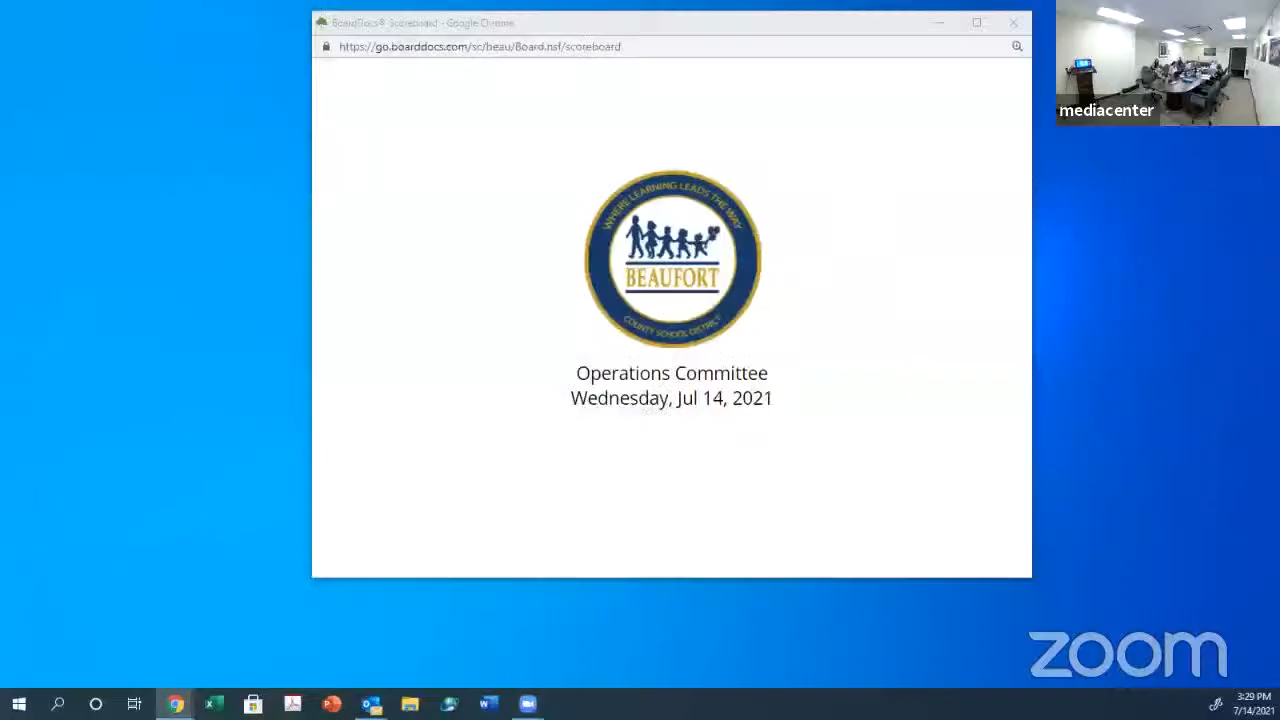 BoardDocs® Scoreboard - Google Chrome
https://go.boarddocs.com/sc/beau/Board.nsf/scoreboard
mediacenter
WHERE LEARNING LEADS THE WAY
BEAUFORT
COUNTY SCHOOL DISTRICT
Operations Committee
Wednesday, Jul 14, 2021
zoom
3:29 PM
7/14/2021